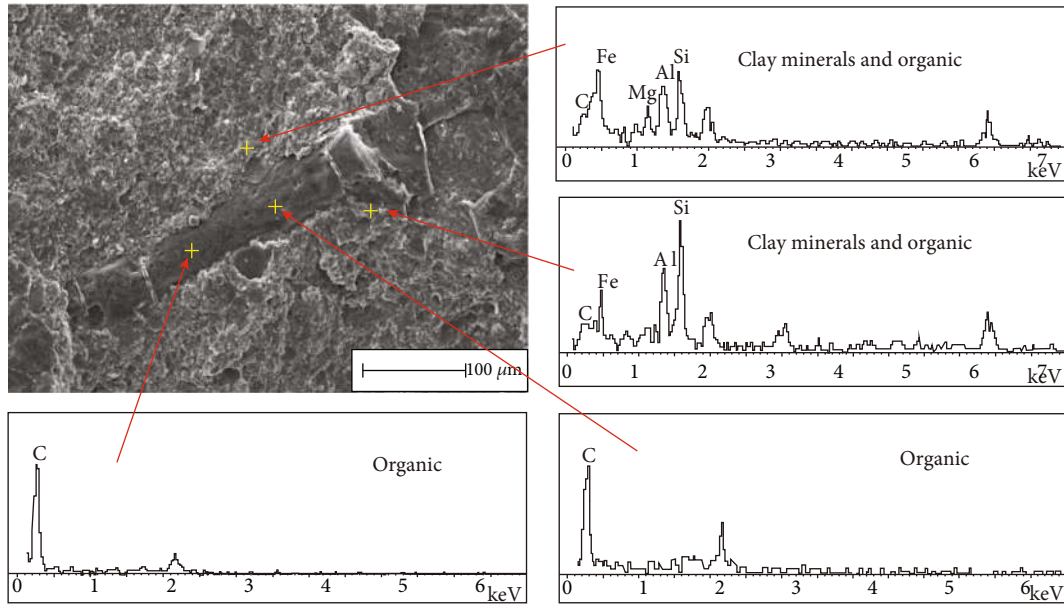 Clay minerals and organic
Fe
C
Mg
Al
Si
0 1 2 3 4 5 6 7
keV
Clay minerals and organic
Si
Al
Fe
C
0 1 2 3 4 5 6 7
keV
100 μm
C
Organic
0 1 2 3 4 5 6
keV
C
Organic
0 1 2 3 4 5 6
keV